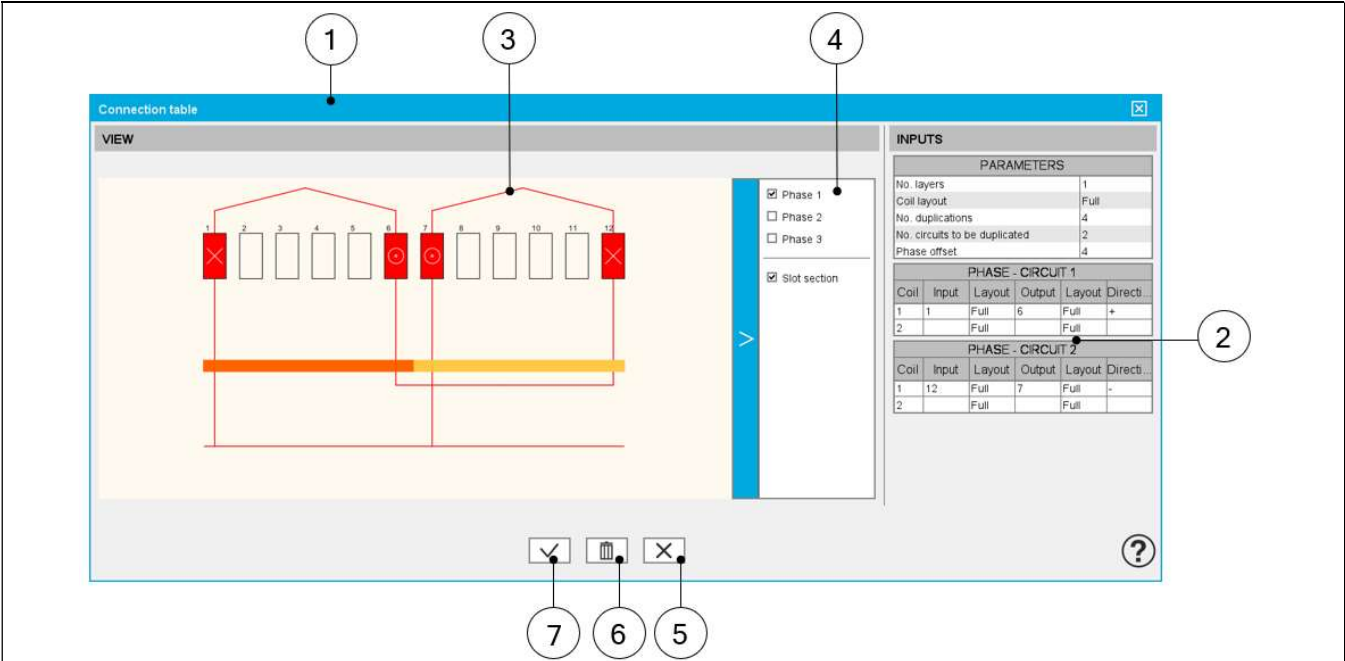 1 3 4
Connection table
VIEW
INPUTS
PARAMETERS
No. layers 1
Coil layout Full
No. duplications 4
No. circuits to be duplicated 2
Phase offset 4
PHASE - CIRCUIT 1
Coil Input Layout Output Layout Directi...
1 1 Full 6 Full +
2 Full Full
PHASE - CIRCUIT 2
Coil Input Layout Output Layout Directi...
1 12 Full 7 Full -
2 Full Full
2
Phase 1
Phase 2
Phase 3
Slot section
>
1 2 3 4 5 6 7 8 9 10 11 12
?
7 6 5